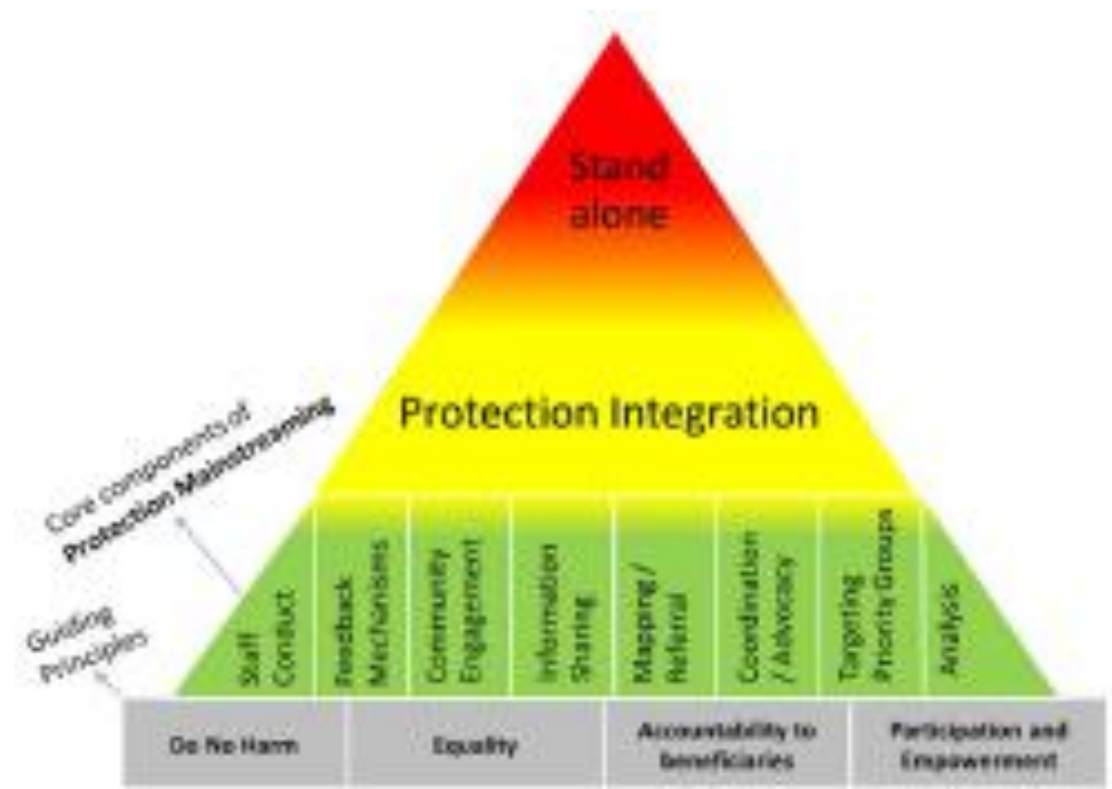 Stand
alone
Protection Integration
Core components of
Protection Mainstreaming
Guiding
Principles
Staff
Conduct
Feedback
Mechanisms
Community
Engagement
Information
Sharing
Mapping /
Referral
Coordination
/ Advocacy
Targeting
Priority Groups
Analysis
Do No Harm
Equality
Accountability to
beneficiaries
Participation and
Empowerment